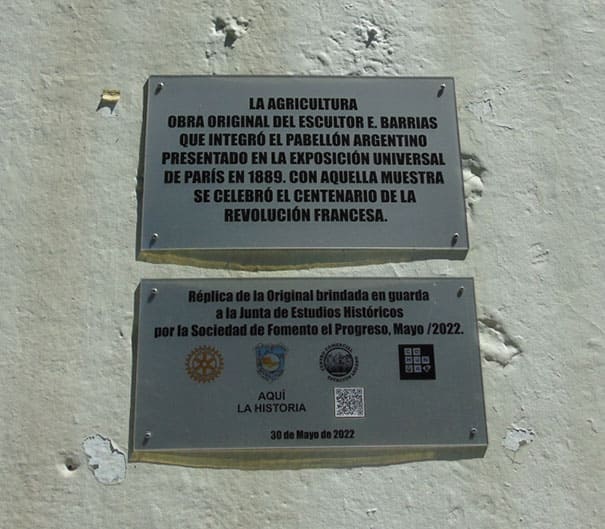 LA AGRICULTURA
OBRA ORIGINAL DEL ESCULTOR E. BARRIAS
QUE INTEGRÓ EL PABELLÓN ARGENTINO
PRESENTADO EN LA EXPOSICIÓN UNIVERSAL
DE PARÍS EN 1889. CON AQUELLA MUESTRA
SE CELEBRÓ EL CENTENARIO DE LA
REVOLUCIÓN FRANCESA.
Réplica de la Original brindada en guarda
a la Junta de Estudios Históricos
por la Sociedad de Fomento el Progreso, Mayo /2022.
AQUÍ
LA HISTORIA
30 de Mayo de 2022